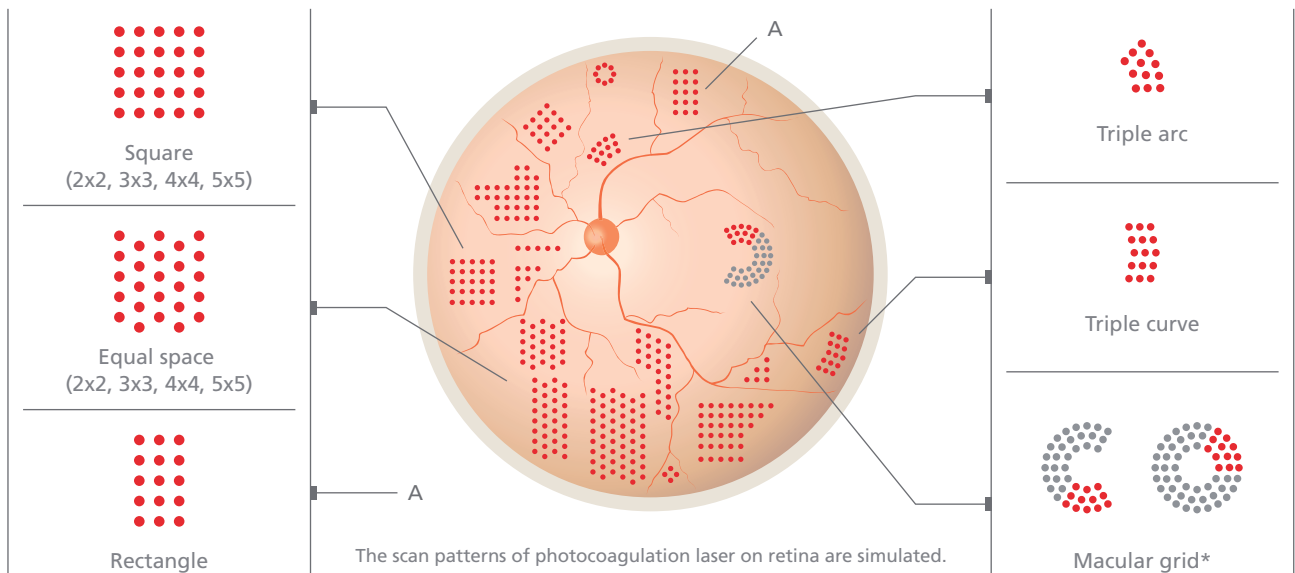 Square
(2x2, 3x3, 4x4, 5x5)
Equal space
(2x2, 3x3, 4x4, 5x5)
Rectangle
A
A
The scan patterns of photocoagulation laser on retina are simulated.
Triple arc
Triple curve
Macular grid*